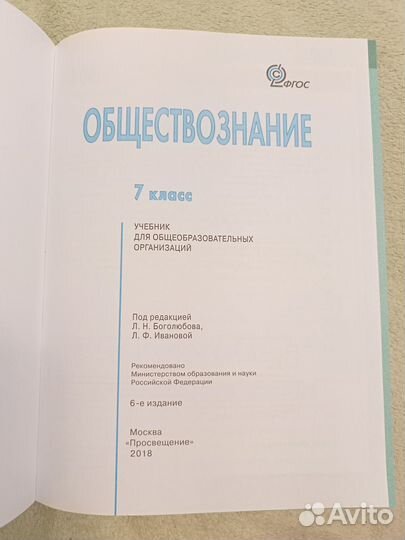 ФГОС
ОБЩЕСТВОЗНАНИЕ
7 класс
УЧЕБНИК
ДЛЯ ОБЩЕОБРАЗОВАТЕЛЬНЫХ
ОРГАНИЗАЦИЙ
Под редакцией
Л. Н. Боголюбова,
Л. Ф. Ивановой
Рекомендовано
Министерством образования и науки
Российской Федерации
6-е издание
Москва
«Просвещение»
2018
Avito